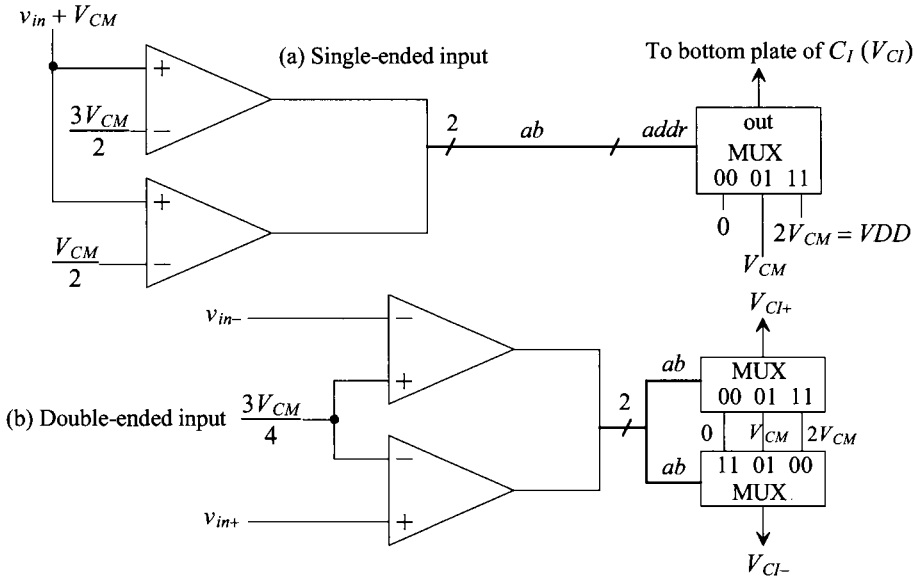 v_in + V_CM
(a) Single-ended input
To bottom plate of C_I (V_CI)
+
3V_CM/2
−
2
ab
addr
out
MUX
00 01 11
0
2V_CM = VDD
V_CM
+
V_CM/2
−
V_CI+
v_in−
−
+
ab
MUX
00 01 11
(b) Double-ended input
3V_CM/4
2
0
V_CM
2V_CM
−
ab
11 01 00
MUX
v_in+
+
V_CI−